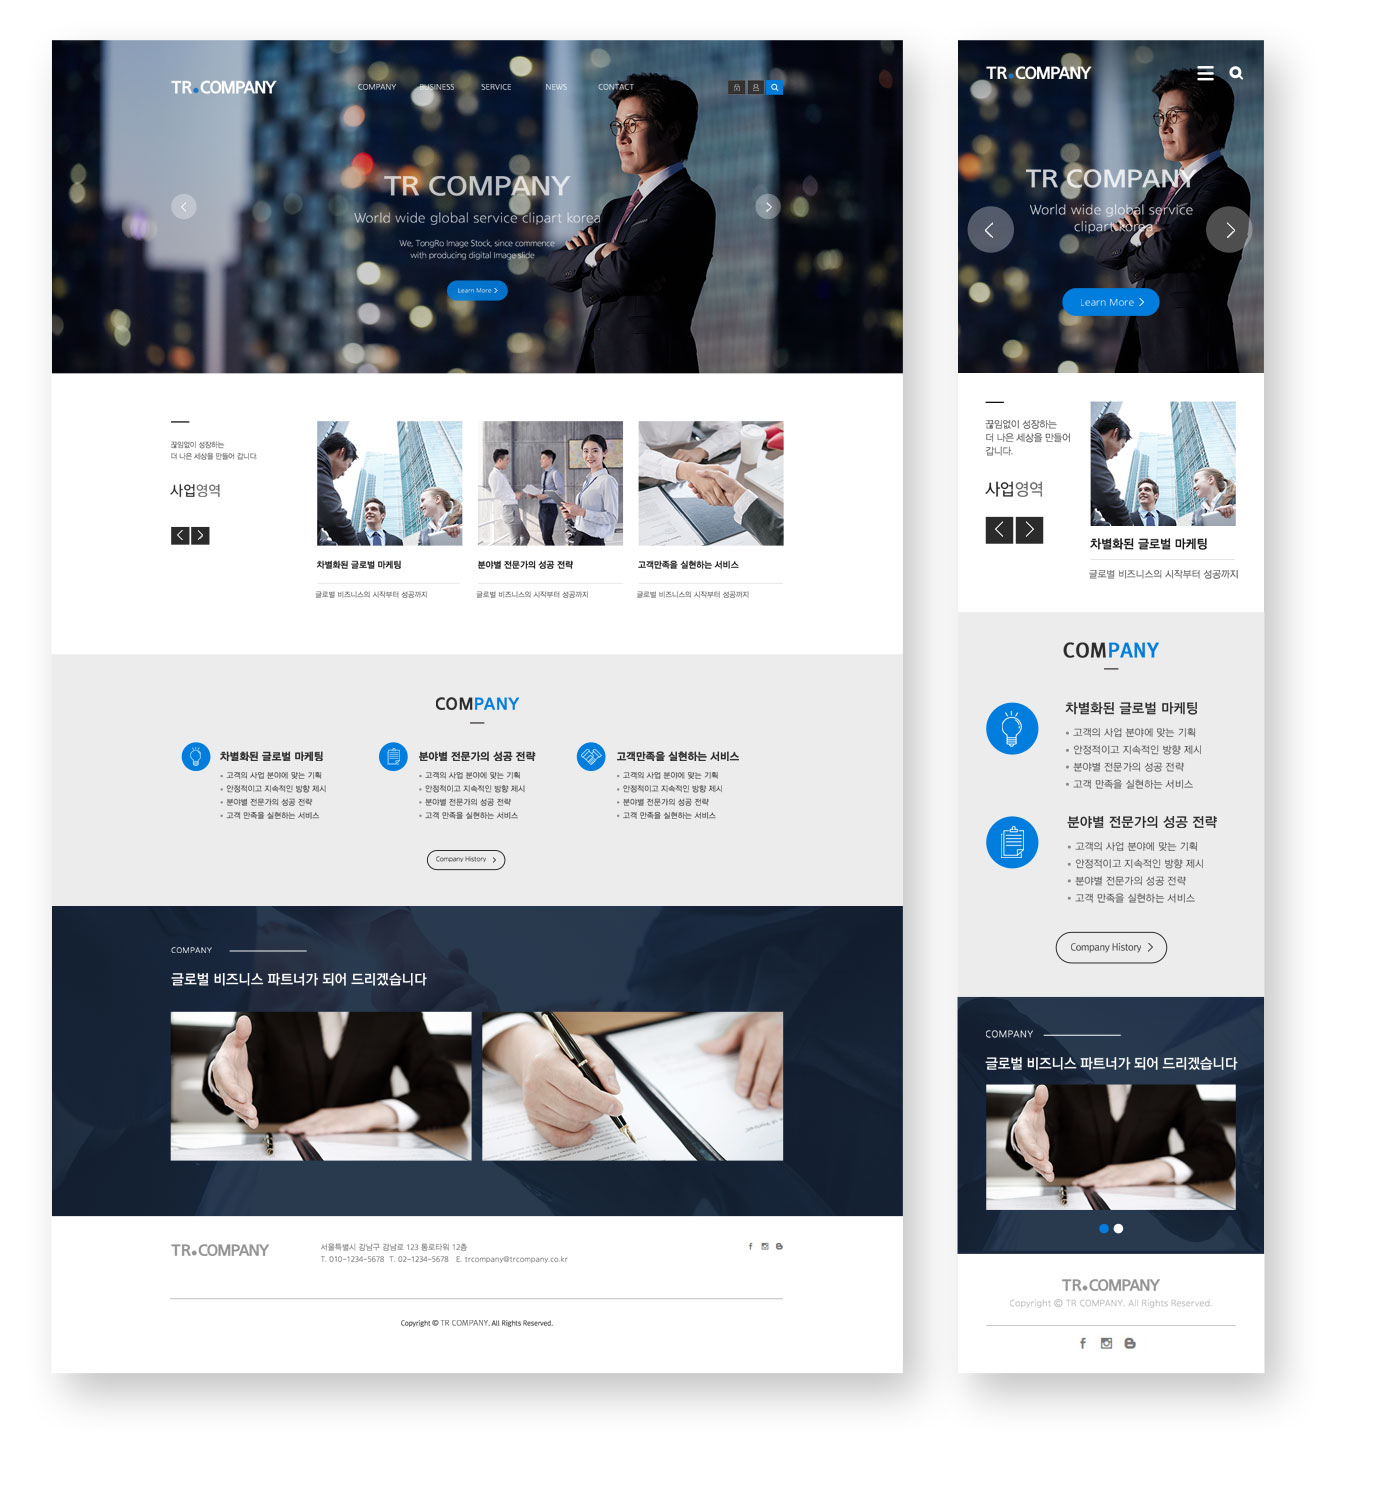 TR•COMPANY
COMPANY BUSINESS SERVICE NEWS CONTACT
TR COMPANY
World wide global service clipart korea
We, TongRo Image Stock, since commence
with producing digital Image slide
Learn More
끊임없이 성장하는
더 나은 세상을 만들어 갑니다.
사업영역
차별화된 글로벌 마케팅
글로벌 비즈니스의 시작부터 성공까지
분야별 전문가의 성공 전략
글로벌 비즈니스의 시작부터 성공까지
고객만족을 실현하는 서비스
글로벌 비즈니스의 시작부터 성공까지
COMPANY
차별화된 글로벌 마케팅
• 고객의 사업 분야에 맞는 기획
• 안정적이고 지속적인 방향 제시
• 분야별 전문가의 성공 전략
• 고객 만족을 실현하는 서비스
분야별 전문가의 성공 전략
• 고객의 사업 분야에 맞는 기획
• 안정적이고 지속적인 방향 제시
• 분야별 전문가의 성공 전략
• 고객 만족을 실현하는 서비스
고객만족을 실현하는 서비스
• 고객의 사업 분야에 맞는 기획
• 안정적이고 지속적인 방향 제시
• 분야별 전문가의 성공 전략
• 고객 만족을 실현하는 서비스
Company History
COMPANY
글로벌 비즈니스 파트너가 되어 드리겠습니다
TR•COMPANY
서울특별시 강남구 강남로 123 통로타워 12층
T. 010-1234-5678 T. 02-1234-5678 E. trcompany@trcompany.co.kr
Copyright © TR COMPANY. All Rights Reserved.
TR•COMPANY
TR COMPANY
World wide global service
clipart korea
Learn More
끊임없이 성장하는
더 나은 세상을 만들어
갑니다.
사업영역
차별화된 글로벌 마케팅
글로벌 비즈니스의 시작부터 성공까지
COMPANY
차별화된 글로벌 마케팅
• 고객의 사업 분야에 맞는 기획
• 안정적이고 지속적인 방향 제시
• 분야별 전문가의 성공 전략
• 고객 만족을 실현하는 서비스
분야별 전문가의 성공 전략
• 고객의 사업 분야에 맞는 기획
• 안정적이고 지속적인 방향 제시
• 분야별 전문가의 성공 전략
• 고객 만족을 실현하는 서비스
Company History
COMPANY
글로벌 비즈니스 파트너가 되어 드리겠습니다
TR•COMPANY
Copyright © TR COMPANY. All Rights Reserved.